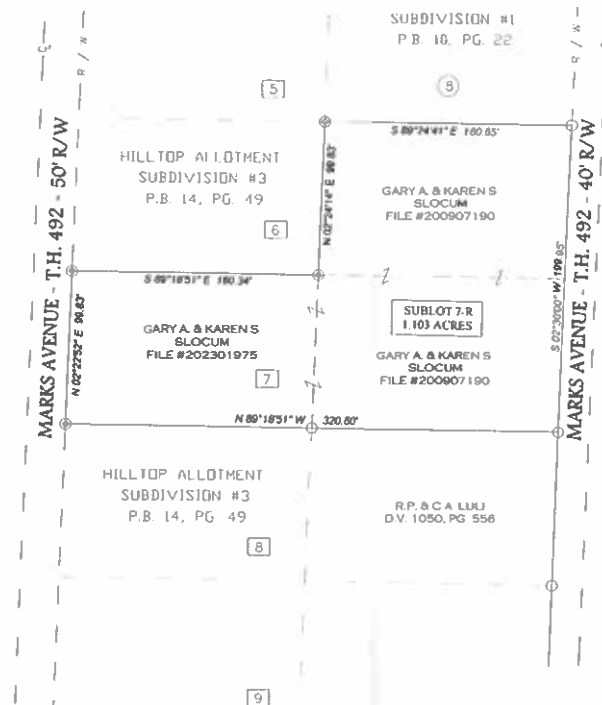 SUBDIVISION #1
P.B. 10, PG. 22
8
5
R / W
R / W
HILLTOP ALLOTMENT
SUBDIVISION #3
P.B. 14, PG. 49
6
S 89°24'41" E 160.65'
N 02°24'14" E 99.83'
GARY A. & KAREN S
SLOCUM
FILE #200907190
MARKS AVENUE - T.H. 492 - 50' R/W
MARKS AVENUE - T.H. 492 - 40' R/W
S 89°18'51" E 160.34'
N 02°22'52" E 99.83'
S 02°30'00" W 199.95'
GARY A. & KAREN S
SLOCUM
FILE #202301975
7
SUBLOT 7-R
1.103 ACRES
GARY A. & KAREN S
SLOCUM
FILE #200907190
N 89°18'51" W 320.60'
HILLTOP ALLOTMENT
SUBDIVISION #3
P.B. 14, PG 49
8
R.P. & C.A. LULI
D.V. 1050, PG 556
9